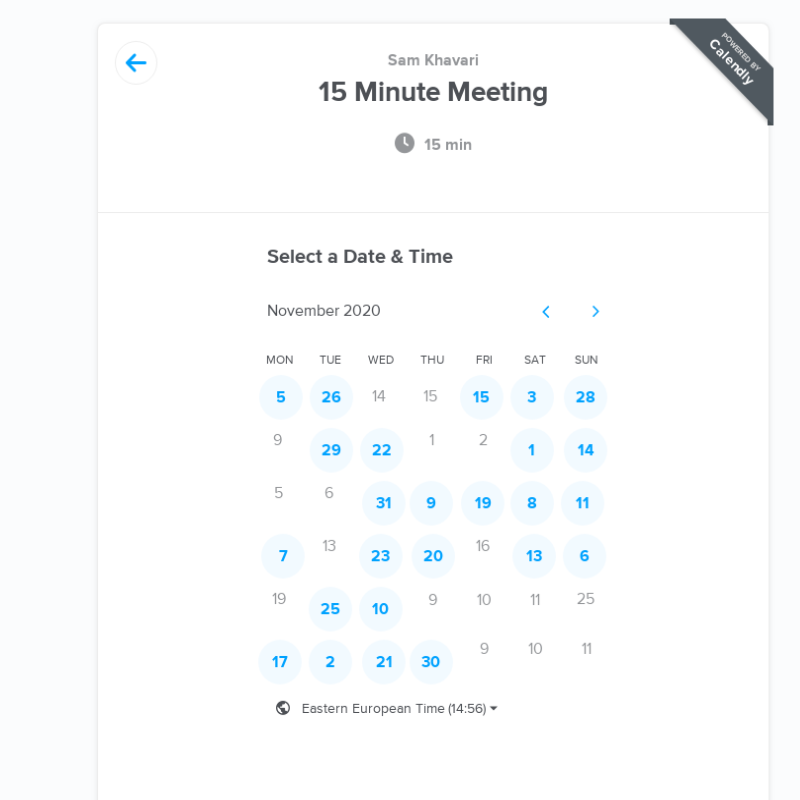 Sam Khavari
15 Minute Meeting
15 min
POWERED BY
Calendly
Select a Date & Time
November 2020
MON TUE WED THU FRI SAT SUN
5 26 14 15 15 3 28
9 29 22 1 2 1 14
5 6 31 9 19 8 11
7 13 23 20 16 13 6
19 25 10 9 10 11 25
17 2 21 30 9 10 11
Eastern European Time (14:56)